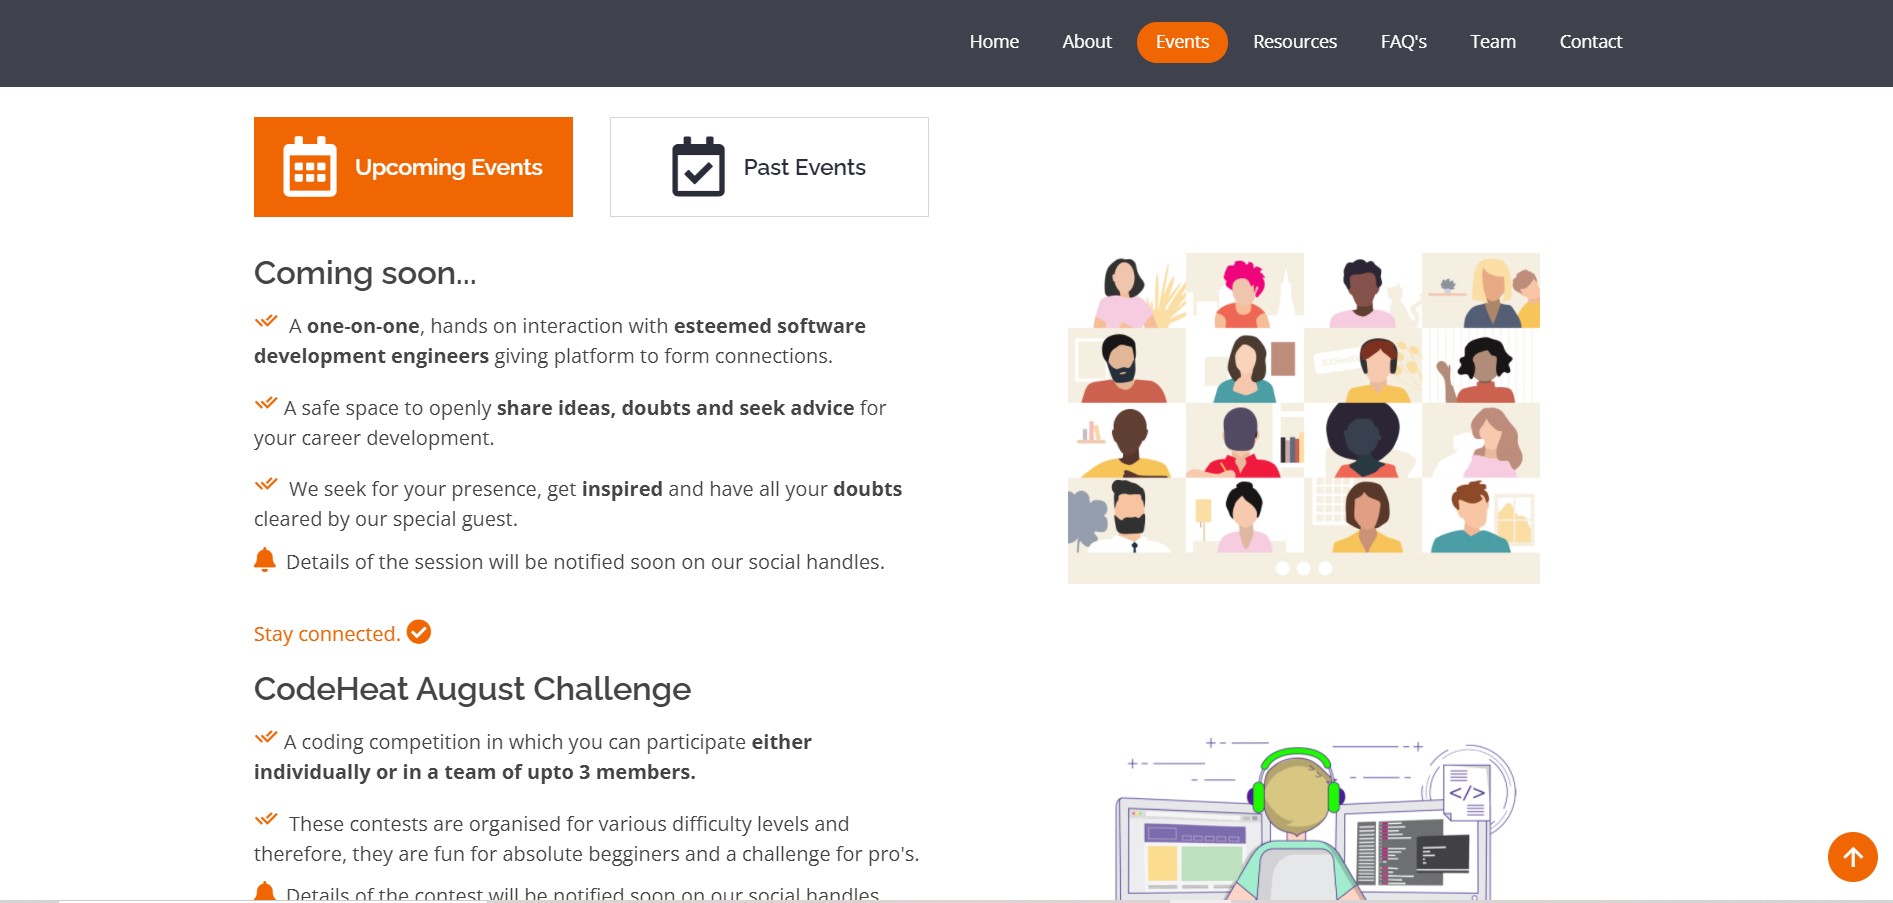 Home About Events Resources FAQ's Team Contact
Upcoming Events
Past Events
Coming soon...
A one-on-one, hands on interaction with esteemed software
development engineers giving platform to form connections.
A safe space to openly share ideas, doubts and seek advice for
your career development.
We seek for your presence, get inspired and have all your doubts
cleared by our special guest.
Details of the session will be notified soon on our social handles.
Stay connected.
CodeHeat August Challenge
A coding competition in which you can participate either
individually or in a team of upto 3 members.
These contests are organised for various difficulty levels and
therefore, they are fun for absolute begginers and a challenge for pro's.
Details of the contest will be notified soon on our social handles